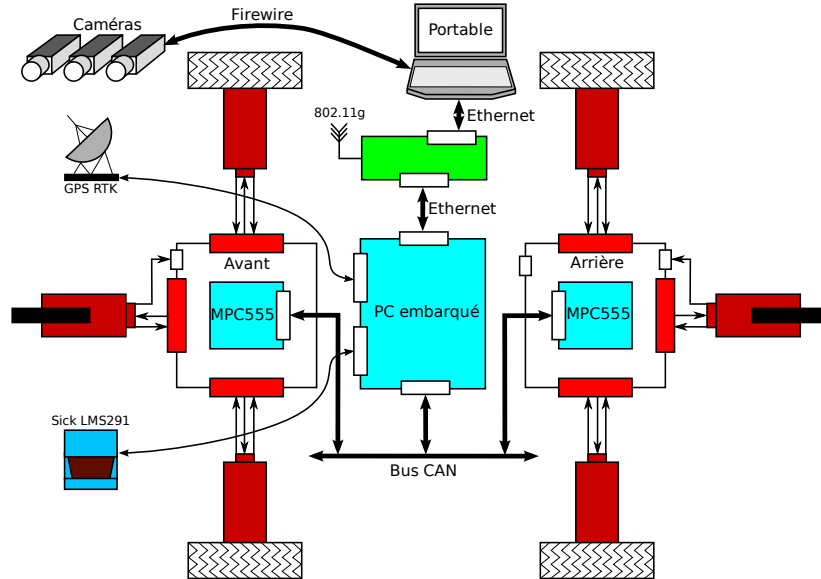 Caméras
Firewire
Portable
802.11g
Ethernet
GPS RTK
Ethernet
Avant
Arrière
MPC555
PC embarqué
MPC555
Sick LMS291
Bus CAN